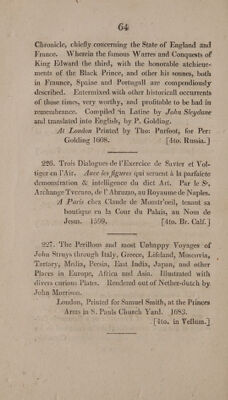 64
Chronicle, chiefly concerning the State of England and
France. Wherein the famous Warres and Conquests of
King Edward the third, with the honorable atchieue-
ments of the Black Prince, and other his sonnes, both
in Fraunce, Spaine and Portugall are compendiously
described. Entermixed with other historicall occurrents
of those times, very worthy, and profitable to be had in
remembrance. Compiled in Latine by John Sleydane
and translated into English, by P. Golding.
At London Printed by Tho: Purfoot, for Per:
Golding 1608. [4to. Russia.]
226. Trois Dialogues de l'Exercice de Savter et Vol-
tiger en l'Air. Auec les figures qui seruent à la parfaicte
demonstration & intelligence du dict Art. Par le Sr.
Archange Tvccaro, de l'Abruzzo, au Royaume de Naples.
A Paris chez Claude de Monstr'oeil, tenant sa
boutique en la Cour du Palais, au Nom de
Jesus. 1599. [4to. Br. Calf.]
227. The Perillous and most Unhappy Voyages of
John Struys through Italy, Greece, Lifeland, Moscovia,
Tartary, Media, Persia, East India, Japan, and other
Places in Europe, Africa and Asia. Illustrated with
divers curious Plates. Rendered out of Nether-dutch by
John Morrison.
London, Printed for Samuel Smith, at the Princes
Arms in S. Pauls Church Yard. 1683.
[4to. in Vellum.]